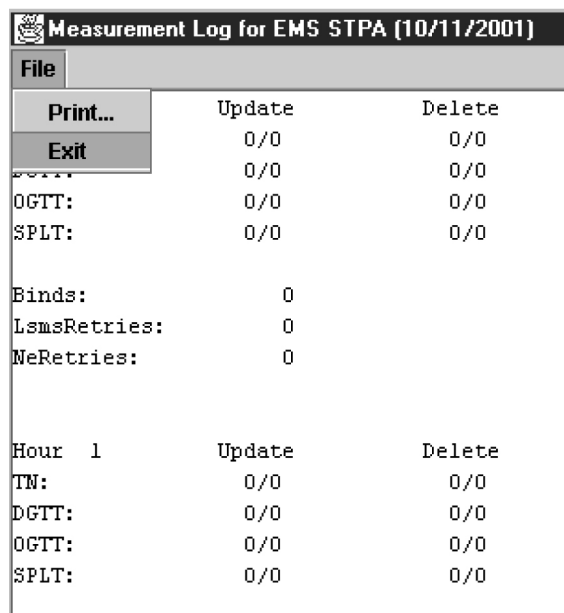 Measurement Log for EMS STPA (10/11/2001)
File
Print...
Exit
Update Delete
0/0 0/0
0/0 0/0
OGTT: 0/0 0/0
SPLT: 0/0 0/0
Binds: 0
LsmsRetries: 0
NeRetries: 0
Hour 1 Update Delete
TN: 0/0 0/0
DGTT: 0/0 0/0
OGTT: 0/0 0/0
SPLT: 0/0 0/0